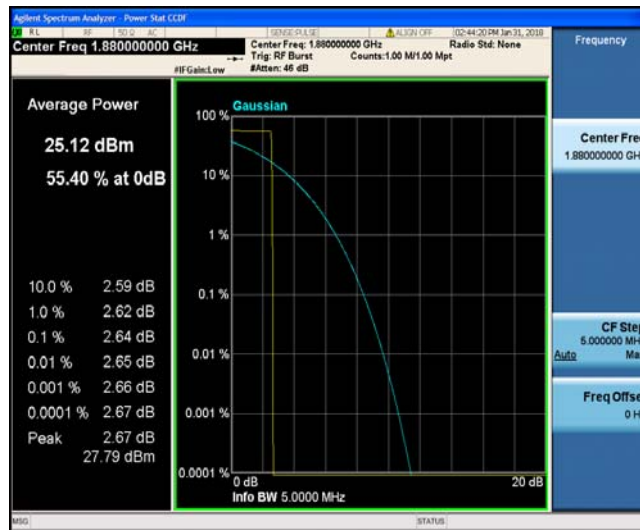 Agilent Spectrum Analyzer - Power Stat CCDF
RL RF 50 Ω AC SENSE:PULSE ALIGN OFF 02:44:20 PM Jan 31, 2018
Center Freq 1.880000000 GHz
Center Freq: 1.880000000 GHz Radio Std: None
Trig: RF Burst Counts:1.00 M/1.00 Mpt
#IFGain:Low #Atten: 46 dB
Frequency
Average Power
25.12 dBm
55.40 % at 0dB
10.0 % 2.59 dB
1.0 % 2.62 dB
0.1 % 2.64 dB
0.01 % 2.65 dB
0.001 % 2.66 dB
0.0001 % 2.67 dB
Peak 2.67 dB
27.79 dBm
Gaussian
100 %
10 %
1 %
0.1 %
0.01 %
0.001 %
0.0001 %
0 dB 20 dB
Info BW 5.0000 MHz
Center Fre
1.880000000 GH
CF Step
5.000000 MH
Auto Ma
Freq Offse
0 H
MSG STATUS